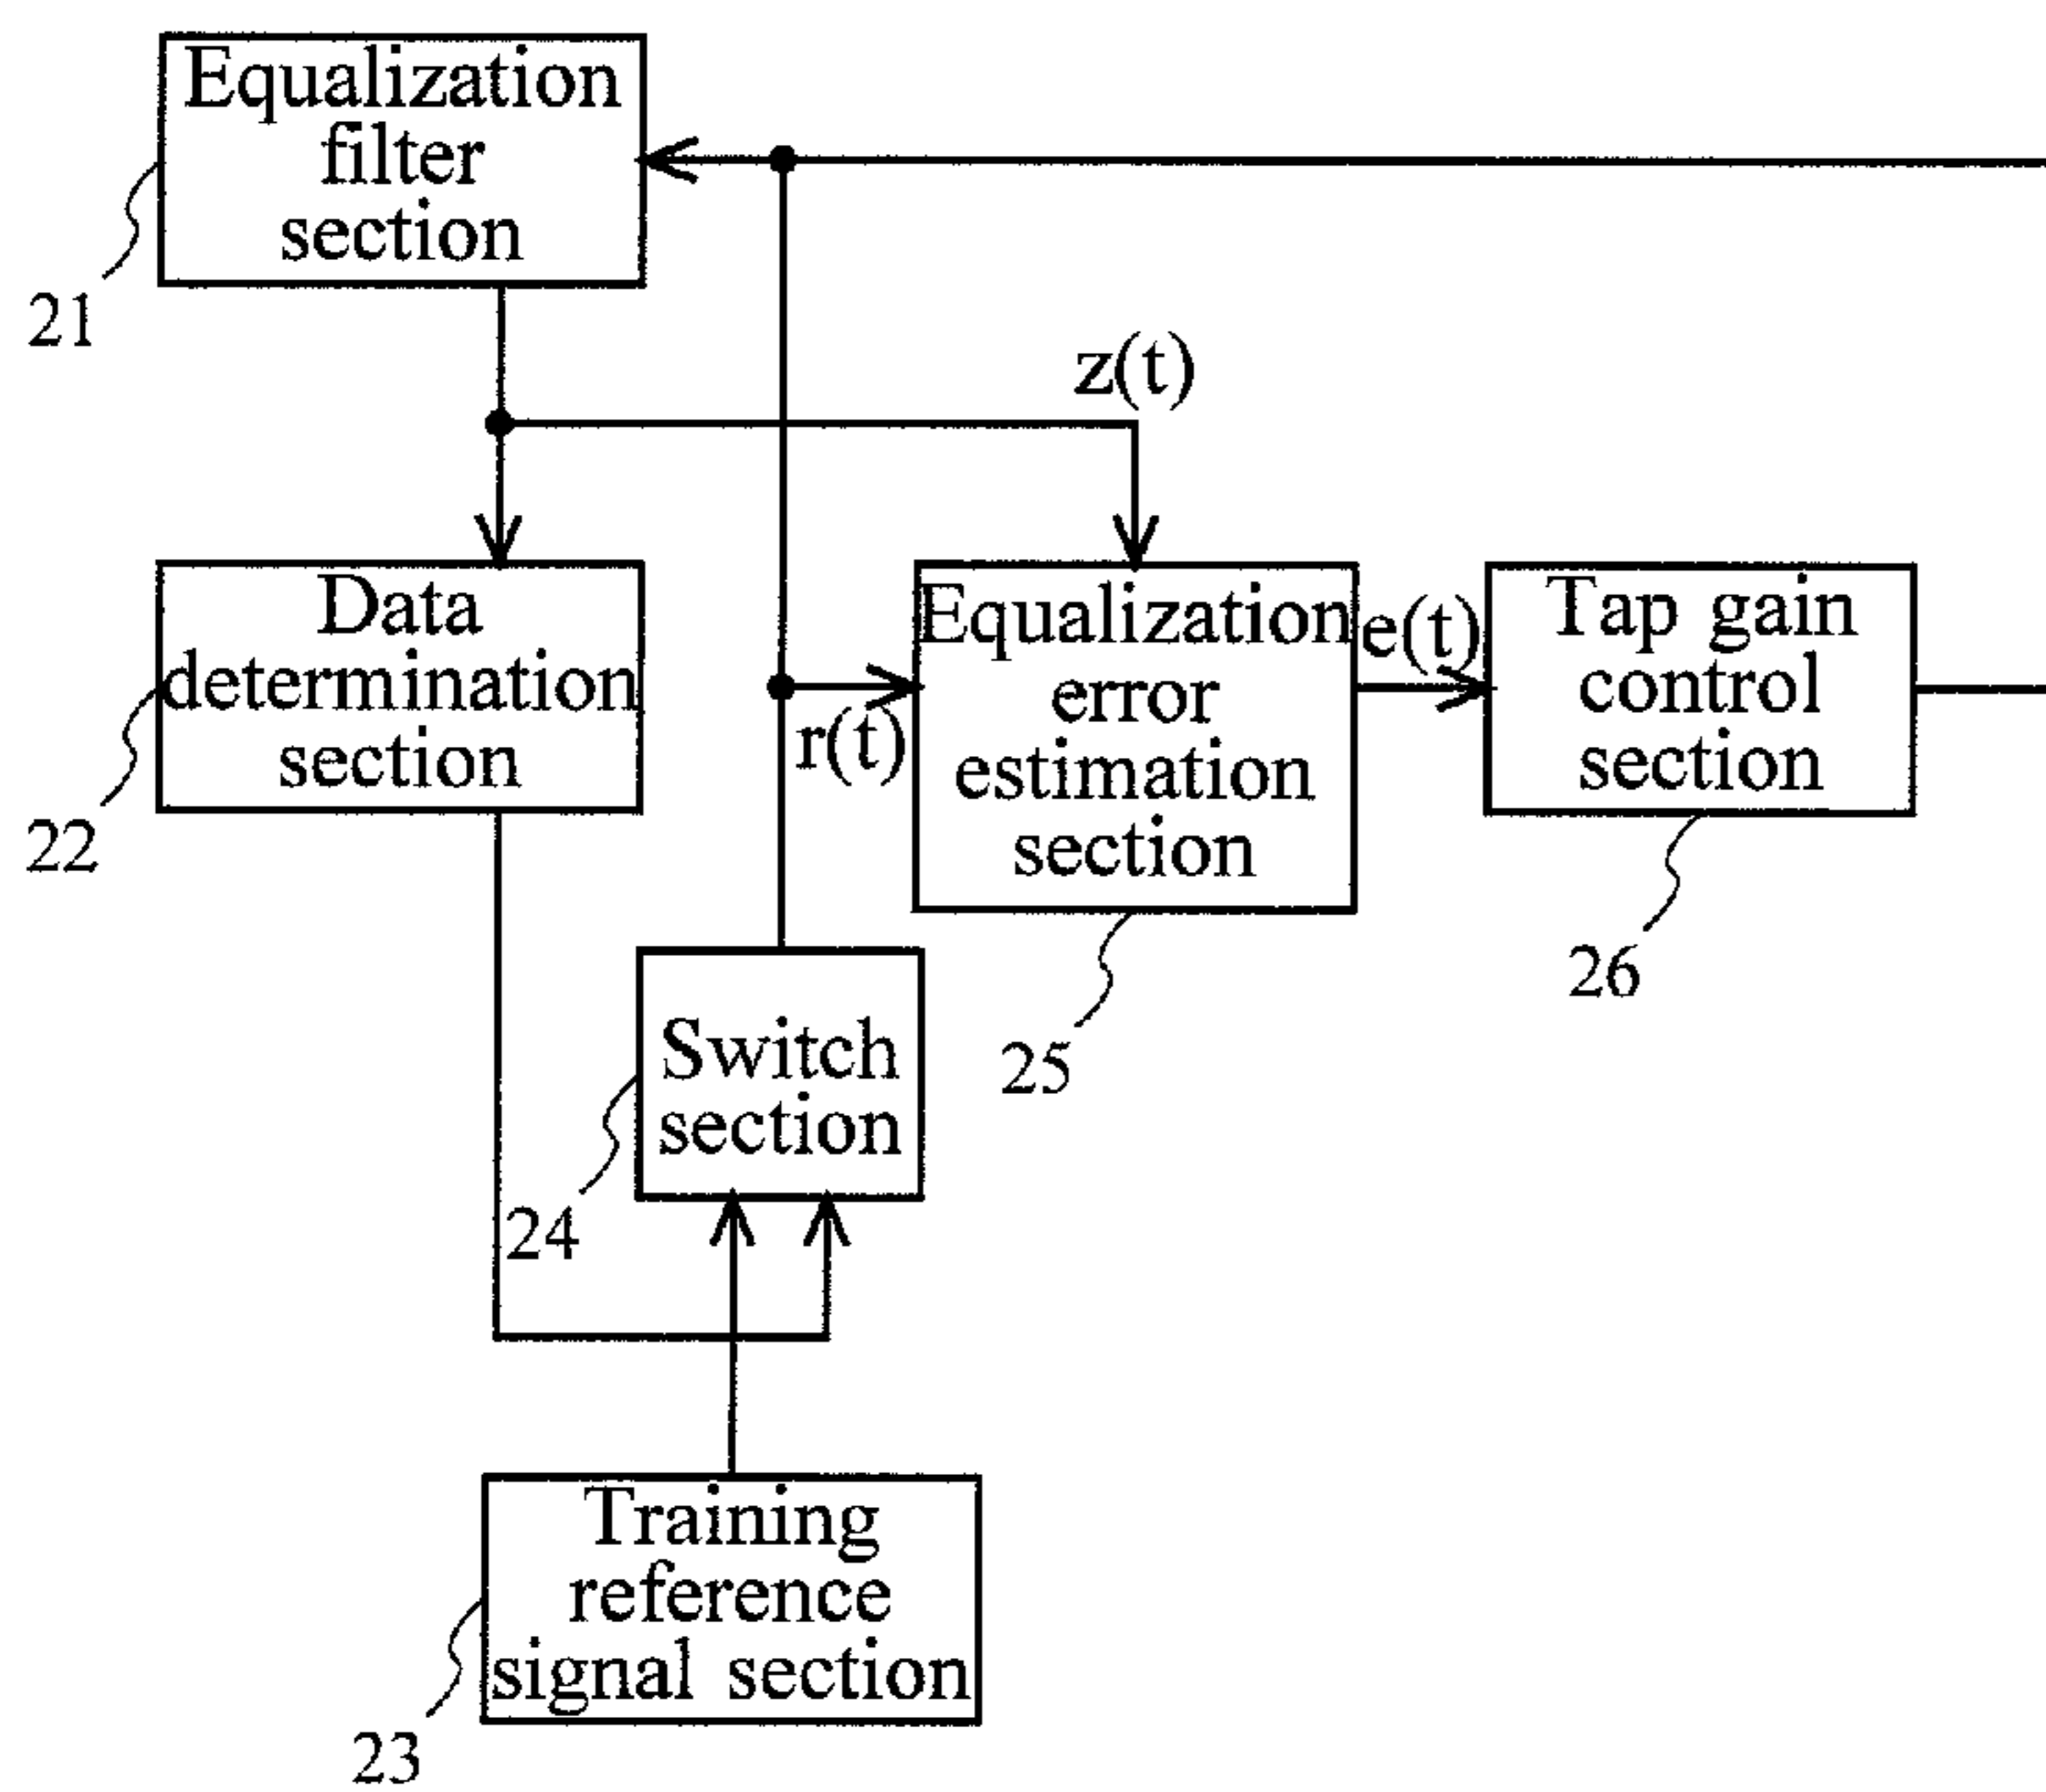 Equalization
filter
section
21
z(t)
Data
determination
section
22
r(t)
Equalization
error
estimation
section
25
e(t)
Tap gain
control
section
26
Switch
section
24
Training
reference
signal section
23